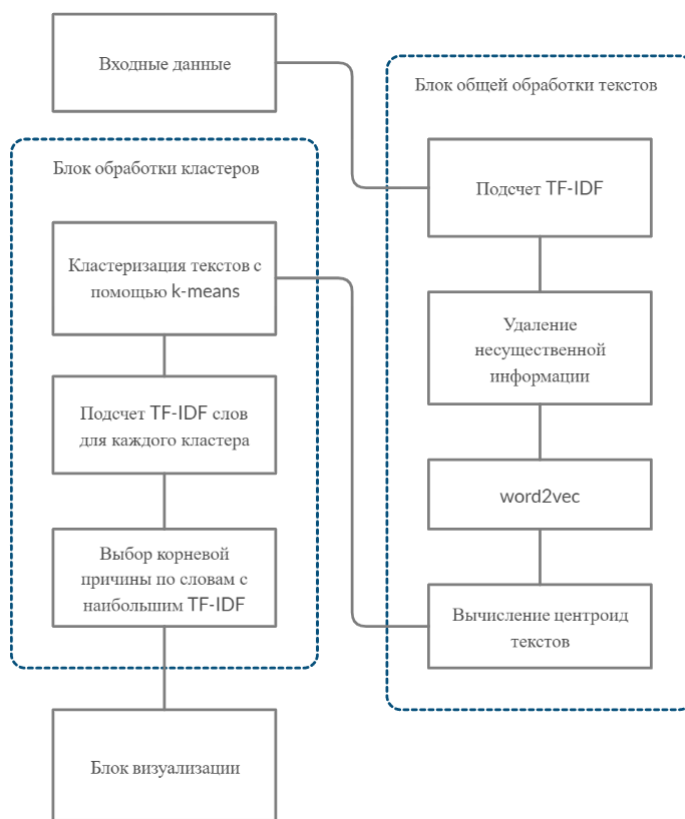 Входные данные
Блок общей обработки текстов
Подсчет TF-IDF
Удаление
несущественной
информации
word2vec
Вычисление центроид
текстов
Блок обработки кластеров
Кластеризация текстов с
помощью k-means
Подсчет TF-IDF слов
для каждого кластера
Выбор корневой
причины по словам с
наибольшим TF-IDF
Блок визуализации